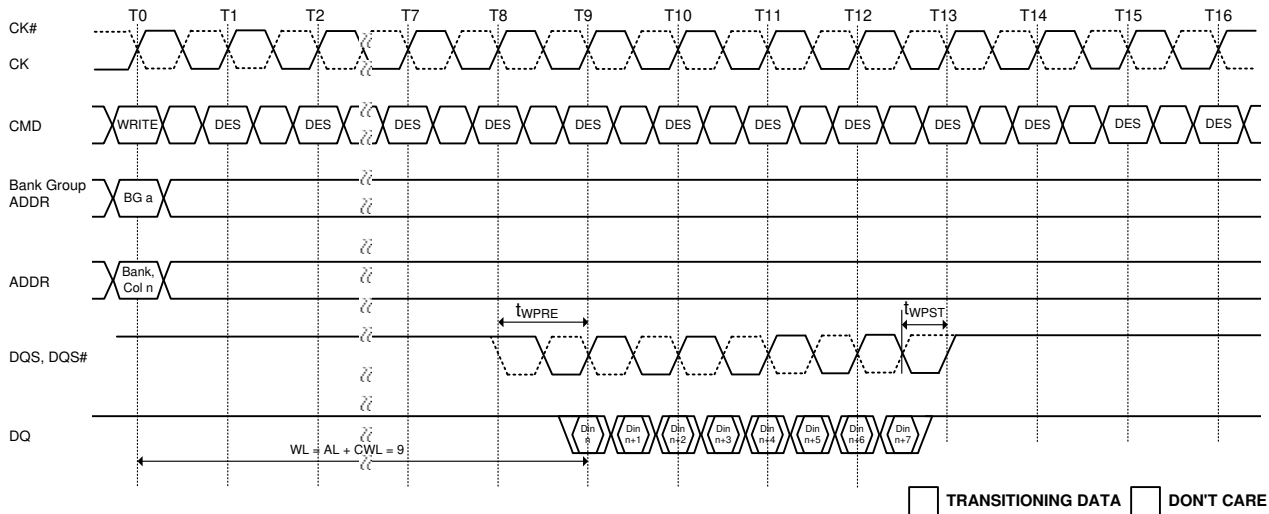 T0 T1 T2 T7 T8 T9 T10 T11 T12 T13 T14 T15 T16
CK#
CK
CMD WRITE DES DES DES DES DES DES DES DES DES DES DES DES
Bank Group
ADDR
BG a
ADDR
Bank,
Col n
tWPRE tWPST
DQS, DQS#
DQ
Din Din Din Din Din Din Din Din
n n+1 n+2 n+3 n+4 n+5 n+6 n+7
WL = AL + CWL = 9
TRANSITIONING DATA DON'T CARE